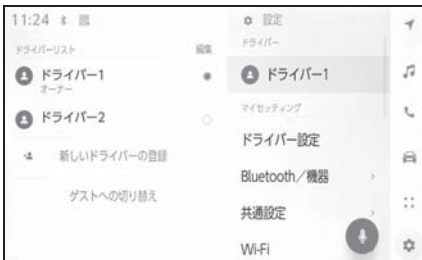 11:24
ドライバーリスト
編集
ドライバー1
オーナー
ドライバー2
新しいドライバーの登録
ゲストへの切り替え
設定
ドライバー
ドライバー1
マイセッティング
ドライバー設定
Bluetooth／機器
共通設定
Wi-Fi